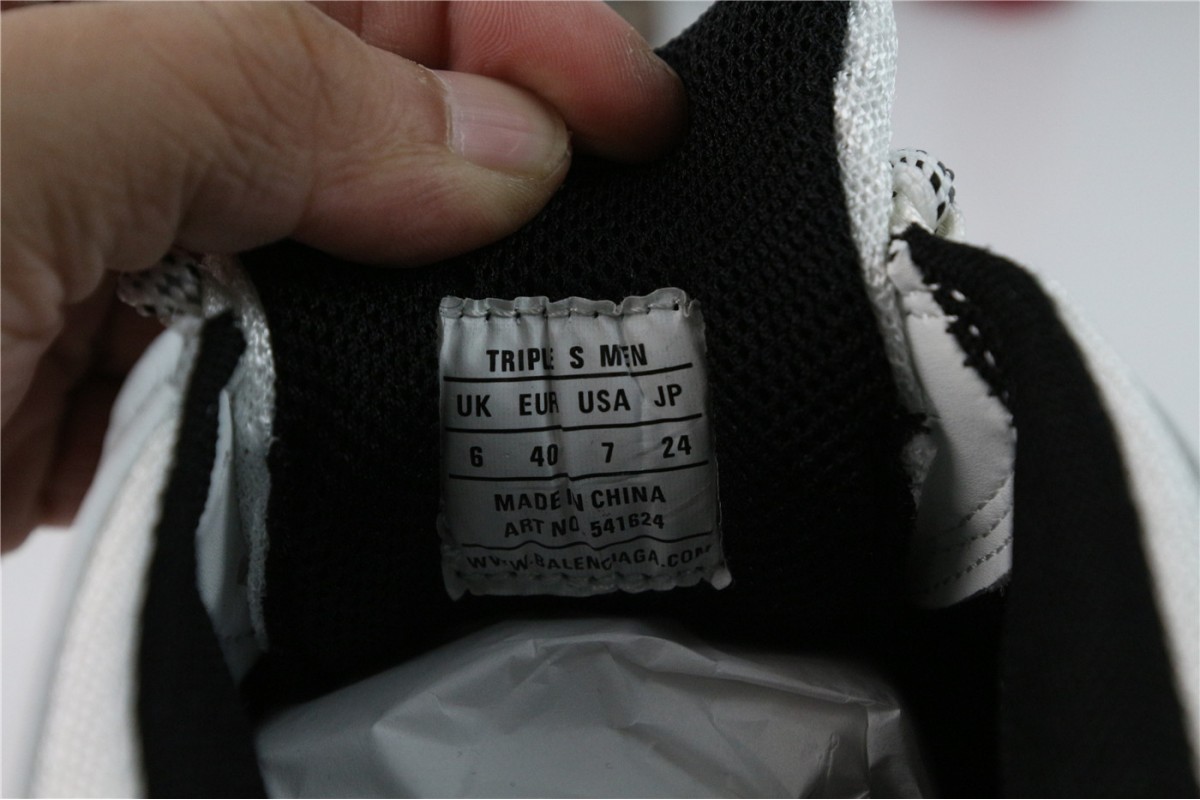 TRIPLE S MEN
UK EUR USA JP
6 40 7 24
MADE IN CHINA
ART NO. 541624
WWW.BALENCIAGA.COM